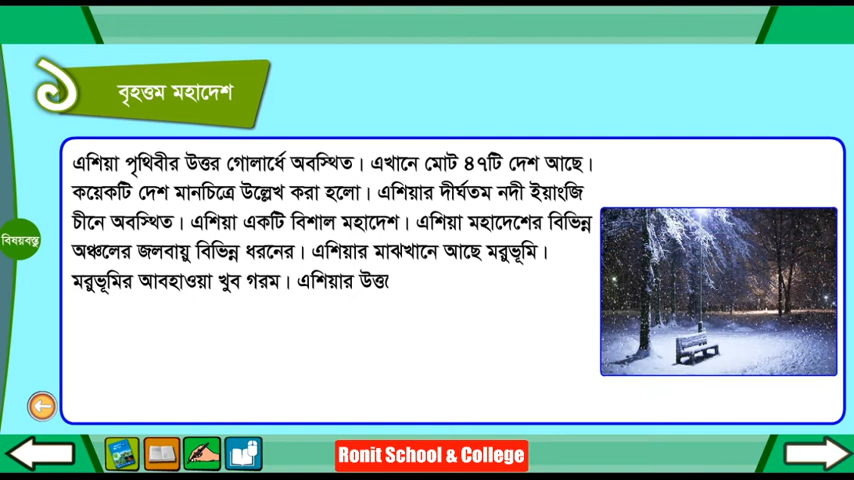 ১
বৃহত্তম মহাদেশ
এশিয়া পৃথিবীর উত্তর গোলার্ধে অবস্থিত। এখানে মোট ৪৭টি দেশ আছে।
কয়েকটি দেশ মানচিত্রে উল্লেখ করা হলো। এশিয়ার দীর্ঘতম নদী ইয়াংজি
চীনে অবস্থিত। এশিয়া একটি বিশাল মহাদেশ। এশিয়া মহাদেশের বিভিন্ন
অঞ্চলের জলবায়ু বিভিন্ন ধরনের। এশিয়ার মাঝখানে আছে মরুভূমি।
মরুভূমির আবহাওয়া খুব গরম। এশিয়ার উত্ত
বিষয়বস্তু
Ronit School & College